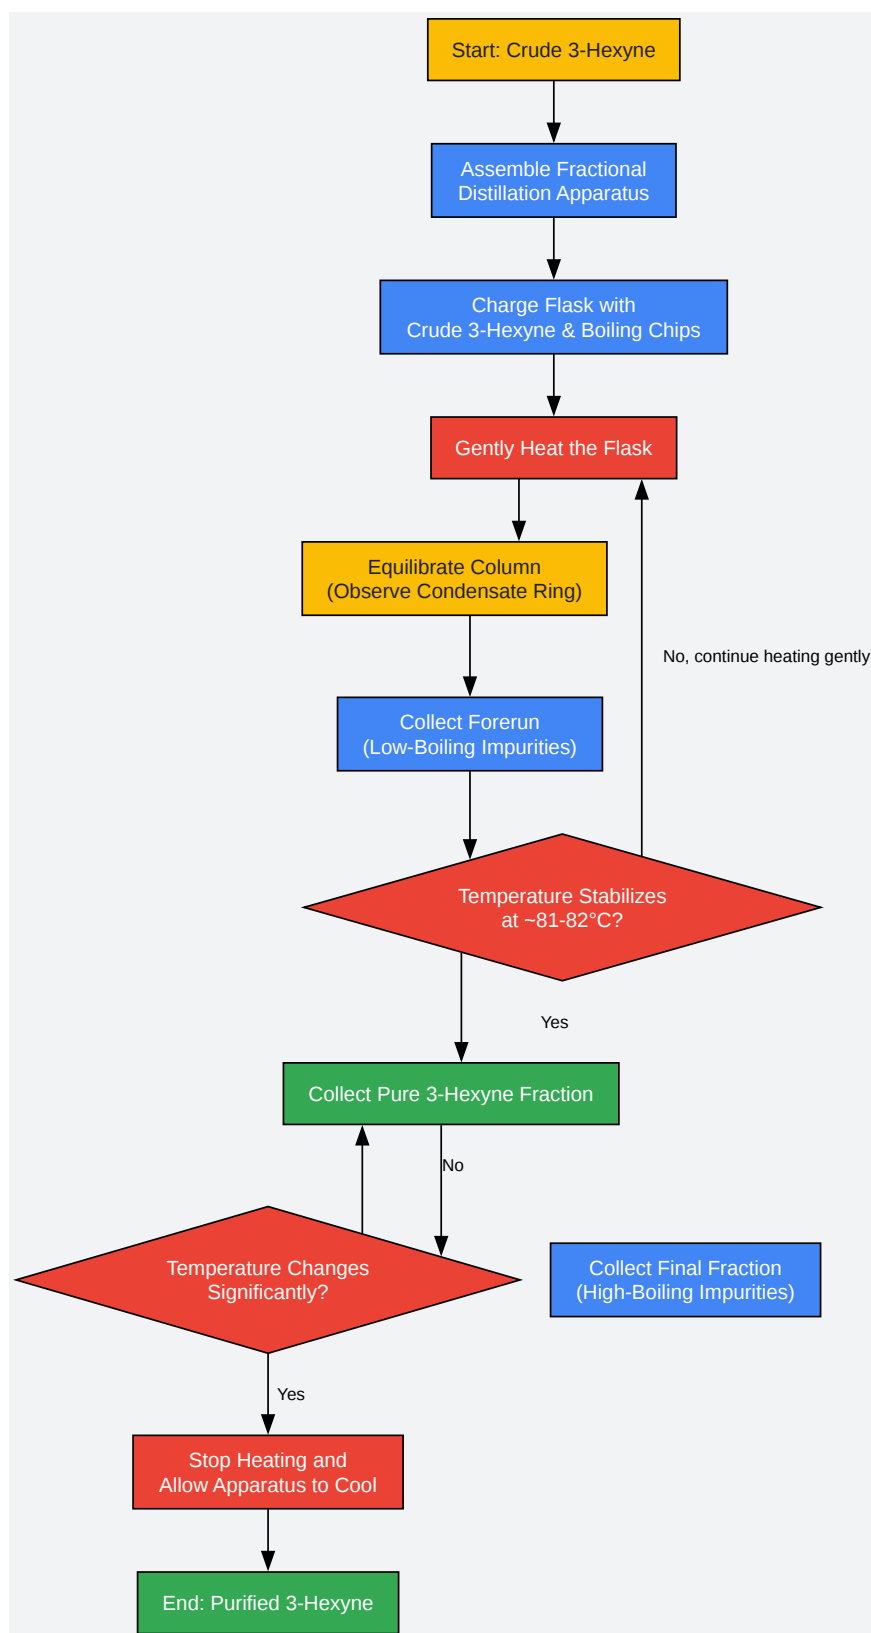 Start: Crude 3-Hexyne
Assemble Fractional
Distillation Apparatus
Charge Flask with
Crude 3-Hexyne & Boiling Chips
Gently Heat the Flask
Equilibrate Column
(Observe Condensate Ring)
No, continue heating gently
Collect Forerun
(Low-Boiling Impurities)
Temperature Stabilizes
at ~81-82°C?
Yes
Collect Pure 3-Hexyne Fraction
No
Temperature Changes
Significantly?
Collect Final Fraction
(High-Boiling Impurities)
Yes
Stop Heating and
Allow Apparatus to Cool
End: Purified 3-Hexyne